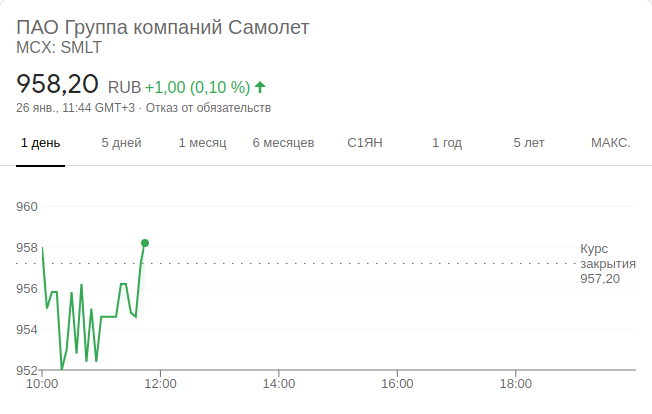 ПАО Группа компаний Самолет
MCX: SMLT
958,20 RUB +1,00 (0,10 %)
26 янв., 11:44 GMT+3 · Отказ от обязательств
1 день 5 дней 1 месяц 6 месяцев С1ЯН 1 год 5 лет МАКС.
960
958
956
954
952
Курс
закрытия
957,20
10:00 12:00 14:00 16:00 18:00